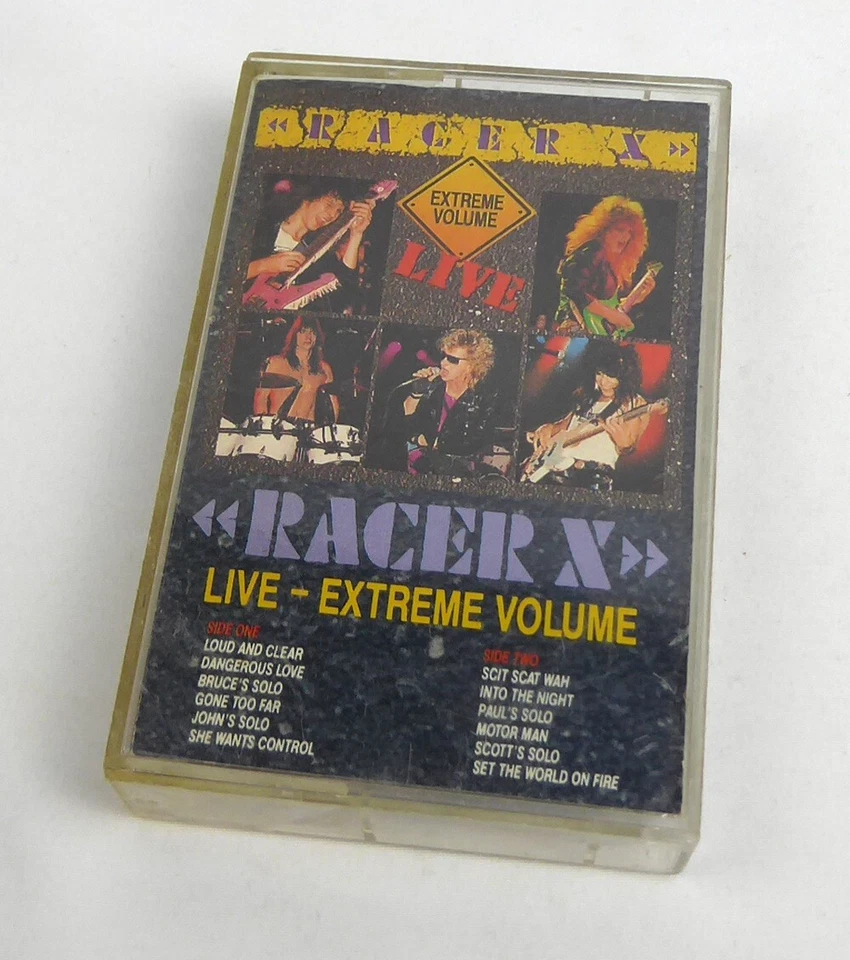 « RACER X »
EXTREME
VOLUME
LIVE
«RACER X»
LIVE - EXTREME VOLUME
SIDE ONE
LOUD AND CLEAR
DANGEROUS LOVE
BRUCE'S SOLO
GONE TOO FAR
JOHN'S SOLO
SHE WANTS CONTROL
SIDE TWO
SCIT SCAT WAH
INTO THE NIGHT
PAUL'S SOLO
MOTOR MAN
SCOTT'S SOLO
SET THE WORLD ON FIRE